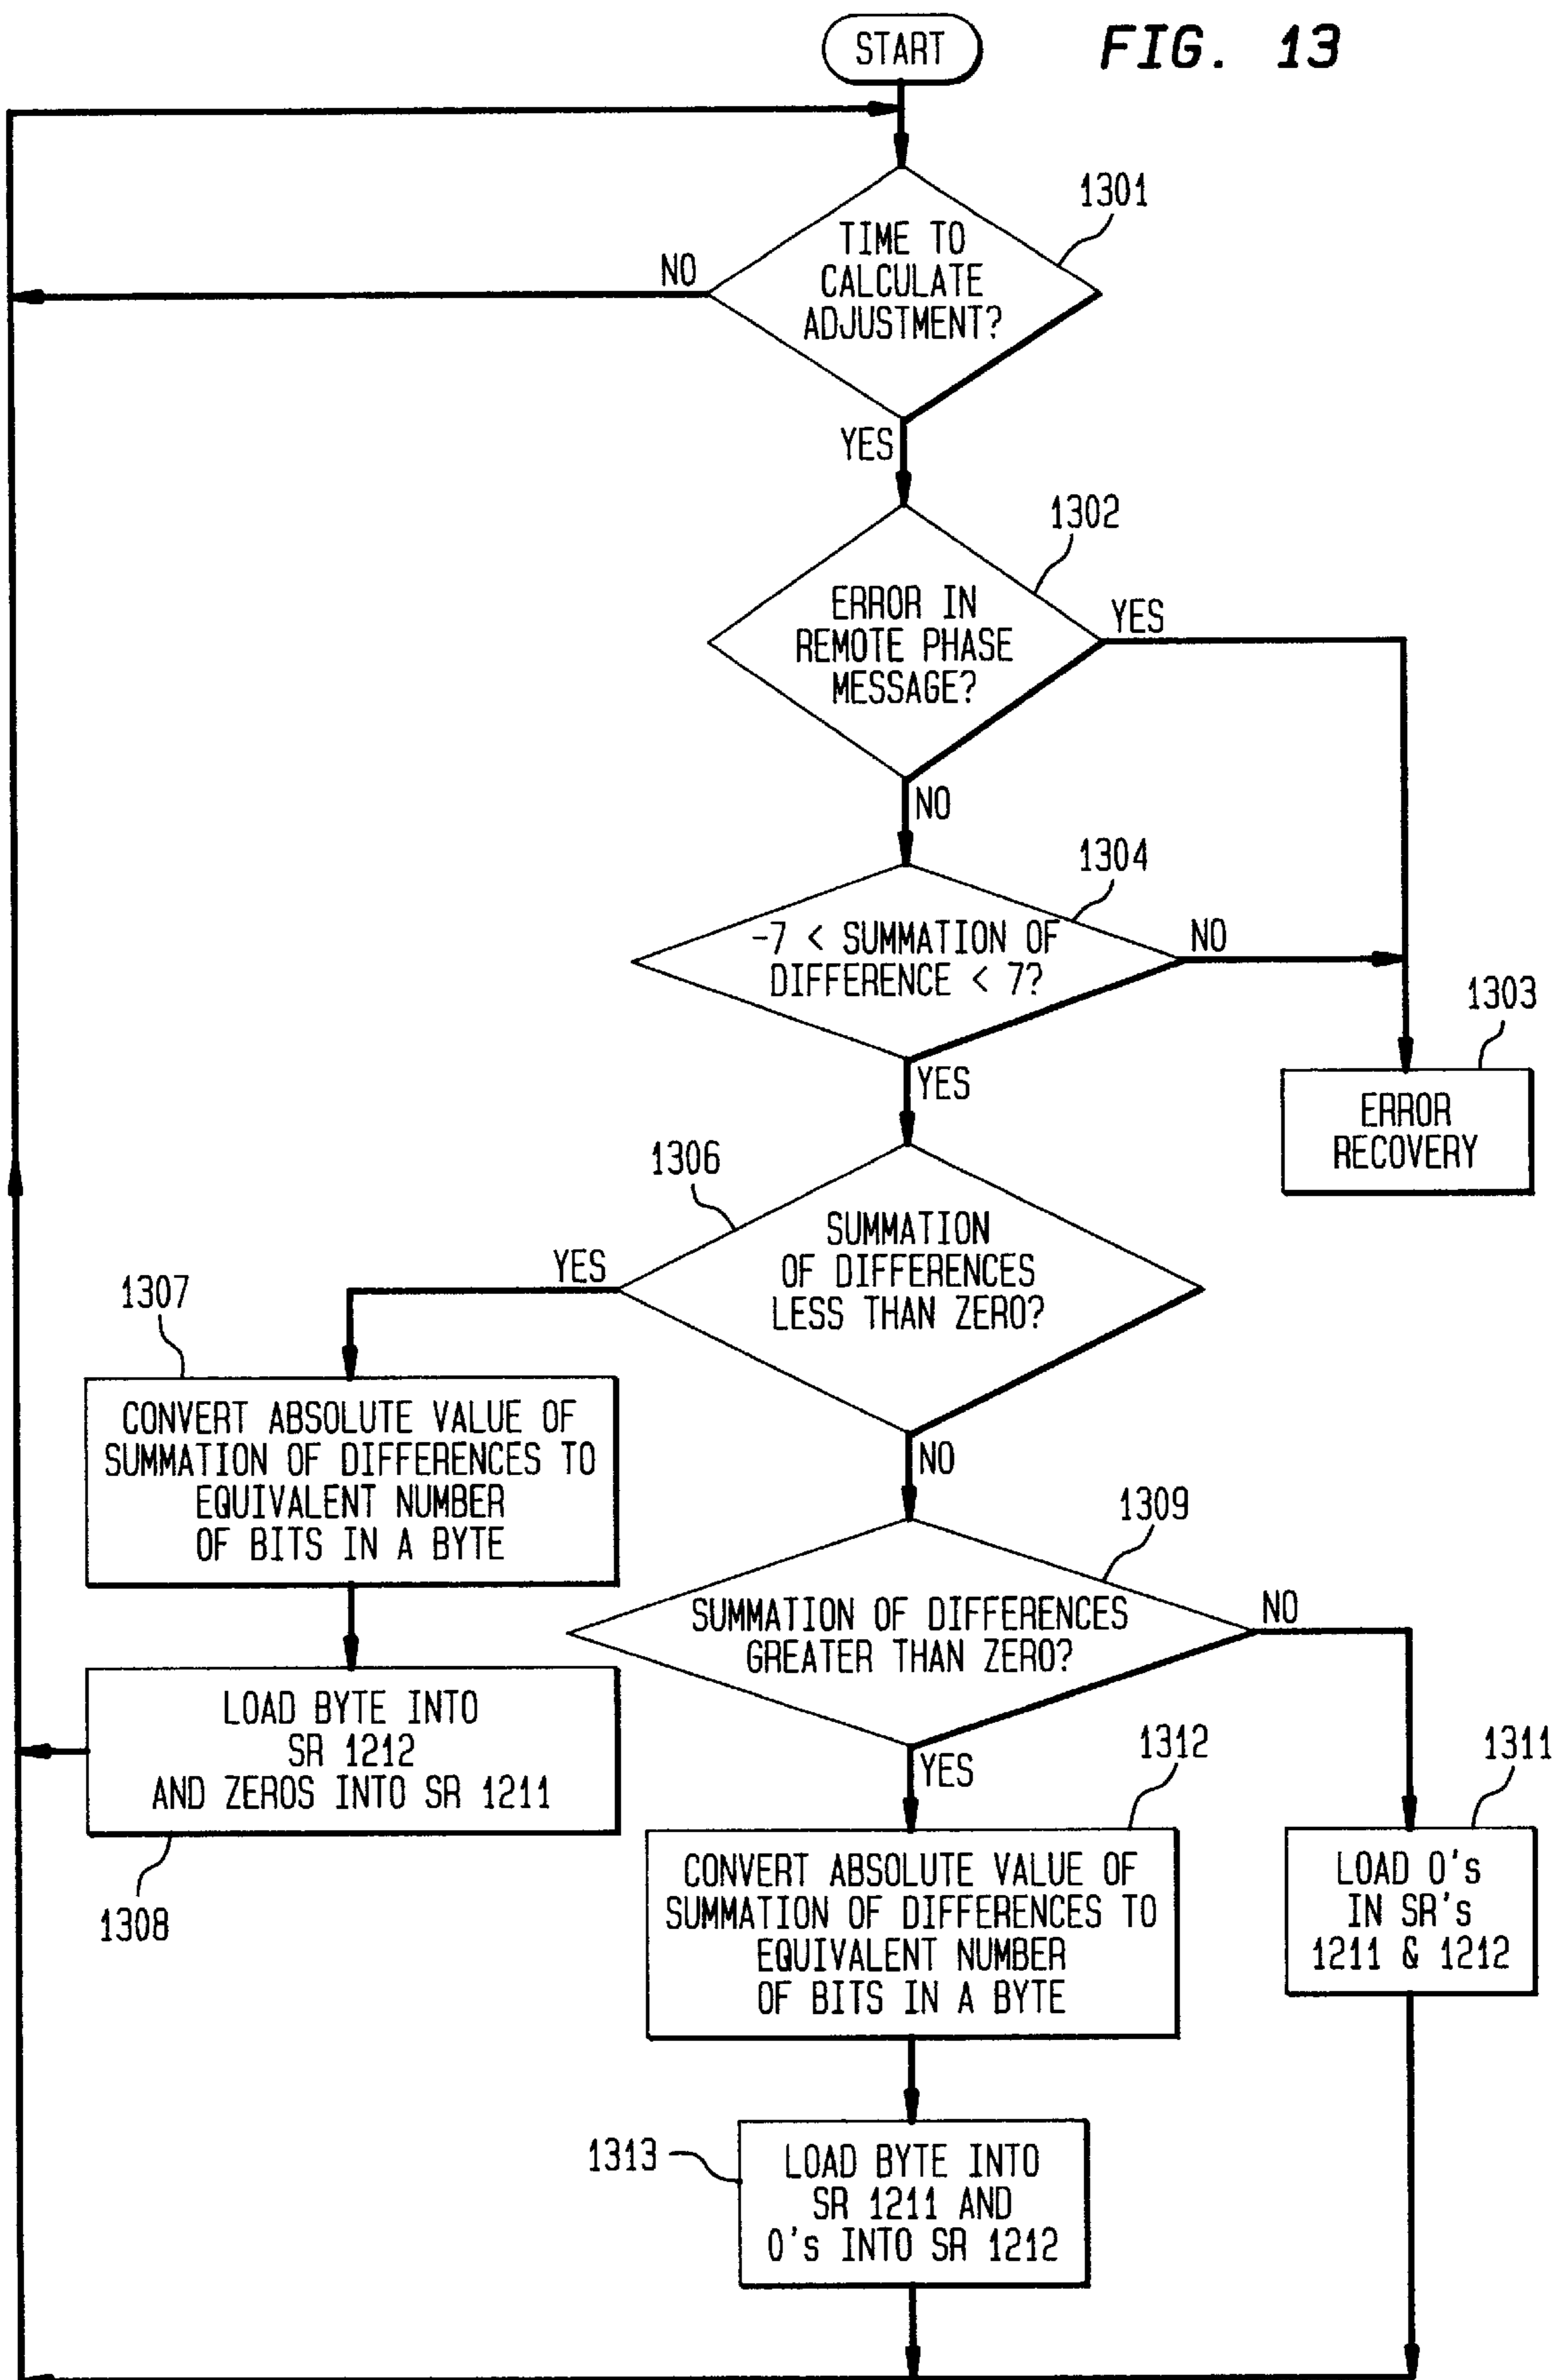 START
FIG. 13
1301
TIME TO
CALCULATE
ADJUSTMENT?
NO
YES
1302
ERROR IN
REMOTE PHASE
MESSAGE?
YES
NO
1304
-7 < SUMMATION OF
DIFFERENCE < 7?
NO
YES
1303
ERROR
RECOVERY
1306
SUMMATION
OF DIFFERENCES
LESS THAN ZERO?
YES
NO
1307
CONVERT ABSOLUTE VALUE OF
SUMMATION OF DIFFERENCES TO
EQUIVALENT NUMBER
OF BITS IN A BYTE
1309
SUMMATION OF DIFFERENCES
GREATER THAN ZERO?
NO
YES
LOAD BYTE INTO
SR 1212
AND ZEROS INTO SR 1211
1308
1312
CONVERT ABSOLUTE VALUE OF
SUMMATION OF DIFFERENCES TO
EQUIVALENT NUMBER
OF BITS IN A BYTE
1311
LOAD 0's
IN SR's
1211 & 1212
1313
LOAD BYTE INTO
SR 1211 AND
0's INTO SR 1212